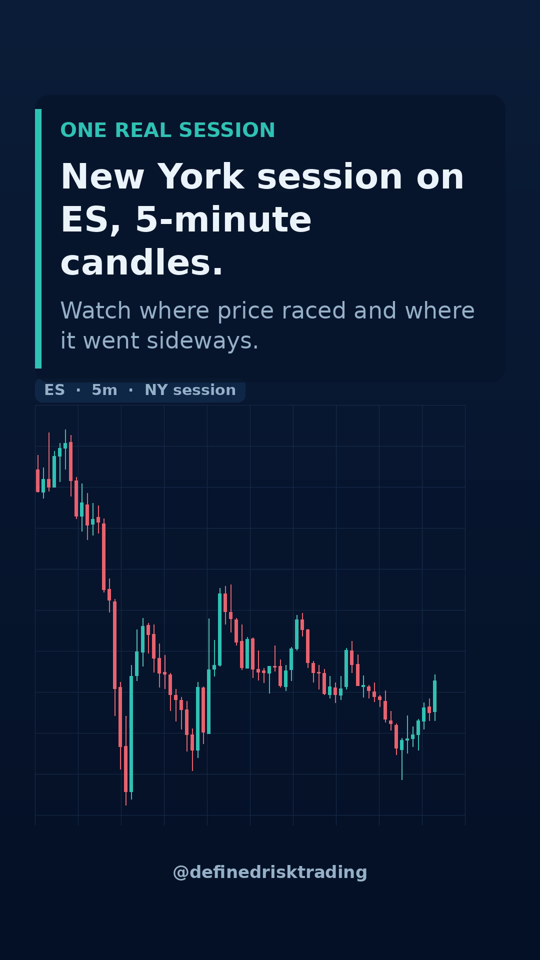 ONE REAL SESSION
New York session on
ES, 5-minute
candles.
Watch where price raced and where
it went sideways.
ES · 5m · NY session
@definedrisktrading